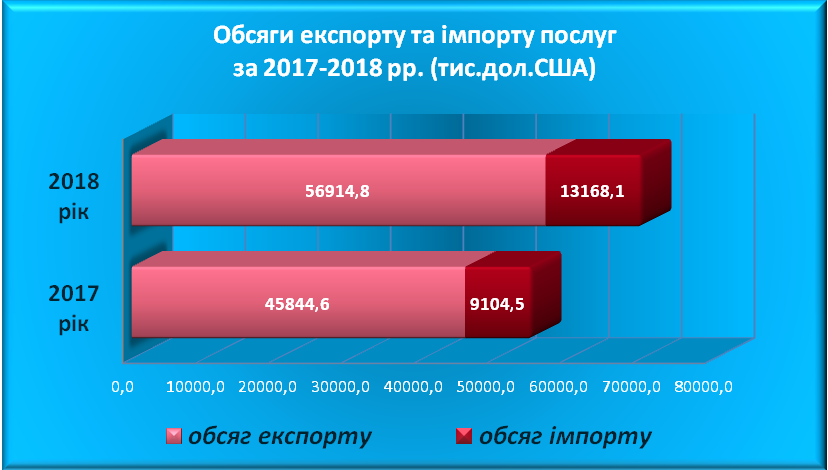 Обсяги експорту та імпорту послуг
за 2017-2018 рр. (тис.дол.США)
2018
рік
56914,8
13168,1
2017
рік
45844,6
9104,5
0,0 10000,0 20000,0 30000,0 40000,0 50000,0 60000,0 70000,0 80000,0
обсяг експорту
обсяг імпорту